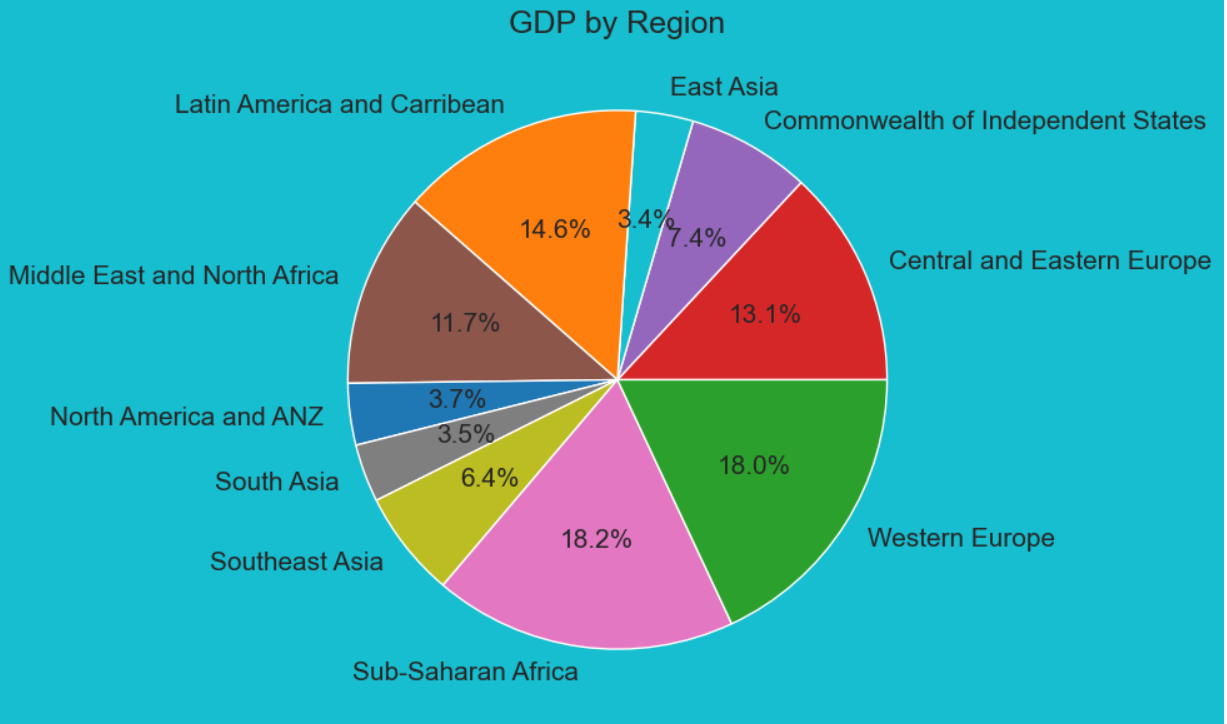 GDP by Region
East Asia
Latin America and Carribean
Commonwealth of Independent States
3.4%
14.6%
7.4%
Central and Eastern Europe
Middle East and North Africa
13.1%
11.7%
3.7%
North America and ANZ
3.5%
18.0%
South Asia
6.4%
Western Europe
18.2%
Southeast Asia
Sub-Saharan Africa